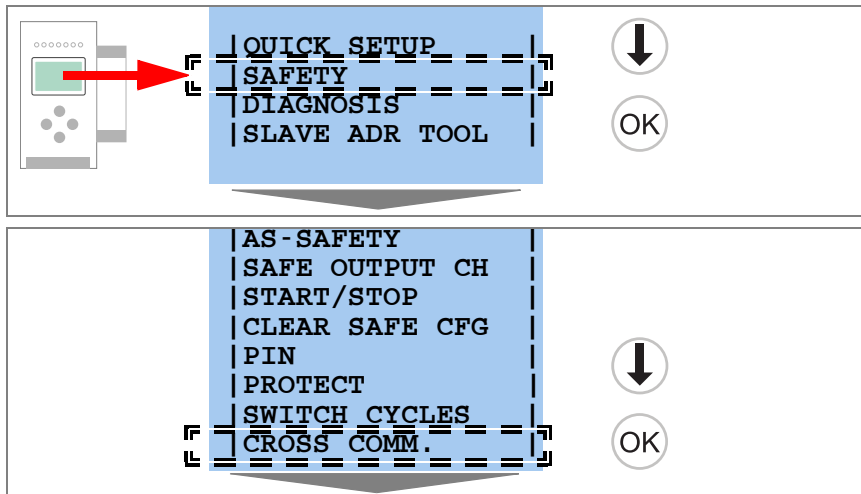 |QUICK SETUP |
|SAFETY |
|DIAGNOSIS |
|SLAVE ADR TOOL |
OK
|AS-SAFETY |
|SAFE OUTPUT CH |
|START/STOP |
|CLEAR SAFE CFG |
|PIN |
|PROTECT |
|SWITCH CYCLES |
|CROSS COMM. |
OK